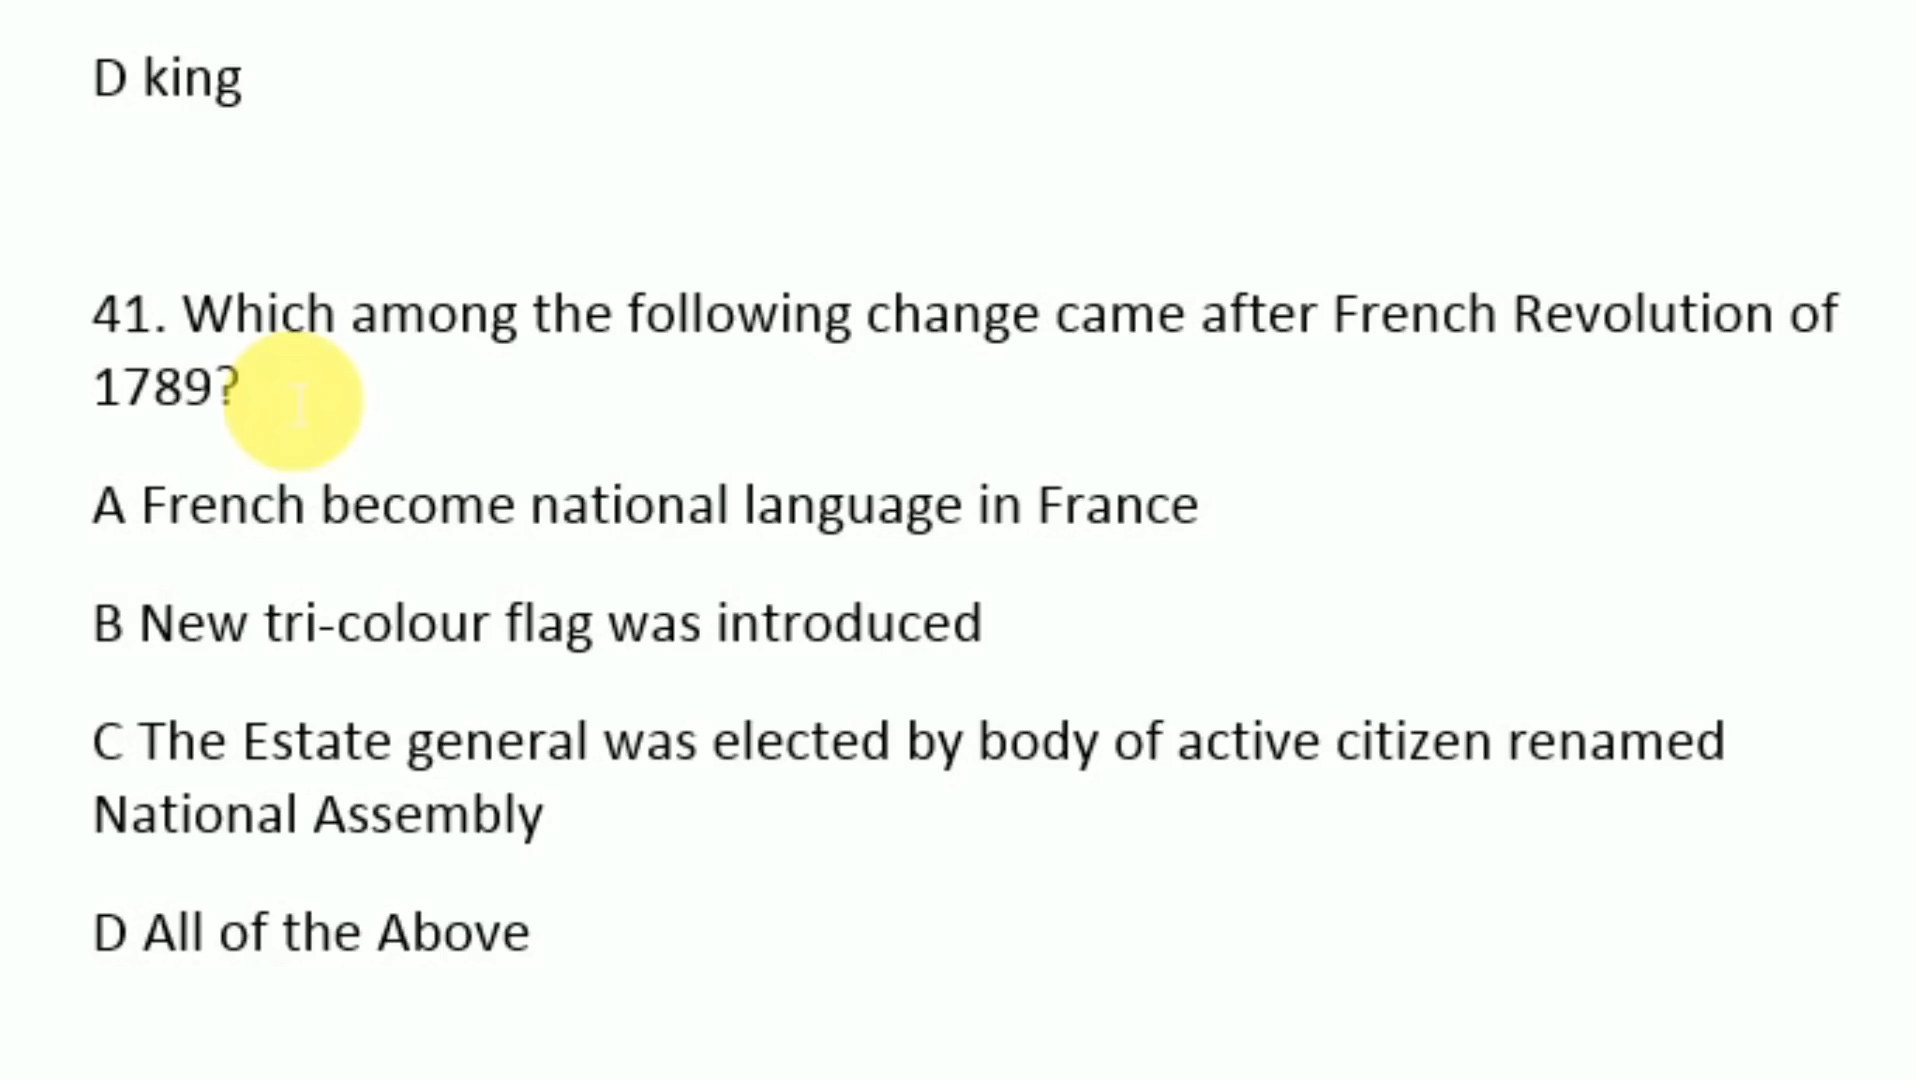 D king
41. Which among the following change came after French Revolution of
1789?
A French become national language in France
B New tri-colour flag was introduced
C The Estate general was elected by body of active citizen renamed
National Assembly
D All of the Above